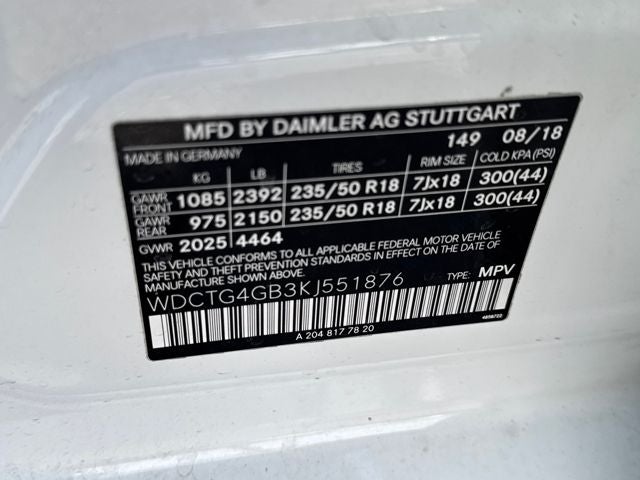 MFD BY DAIMLER AG STUTTGART
149 08/18
MADE IN GERMANY
KG LB TIRES RIM SIZE COLD KPA (PSI)
GAWR FRONT 1085 2392 235/50 R18 7Jx18 300(44)
GAWR REAR 975 2150 235/50 R18 7Jx18 300(44)
GVWR 2025 4464
THIS VEHICLE CONFORMS TO ALL APPLICABLE FEDERAL MOTOR VEHICLE
SAFETY, BUMPER AND THEFT PREVENTION STANDARDS IN EFFECT ON THE DATE OF
MANUFACTURE SHOWN ABOVE.
WDCTG4GB3KJ551876 TYPE: MPV
A 204 817 78 20